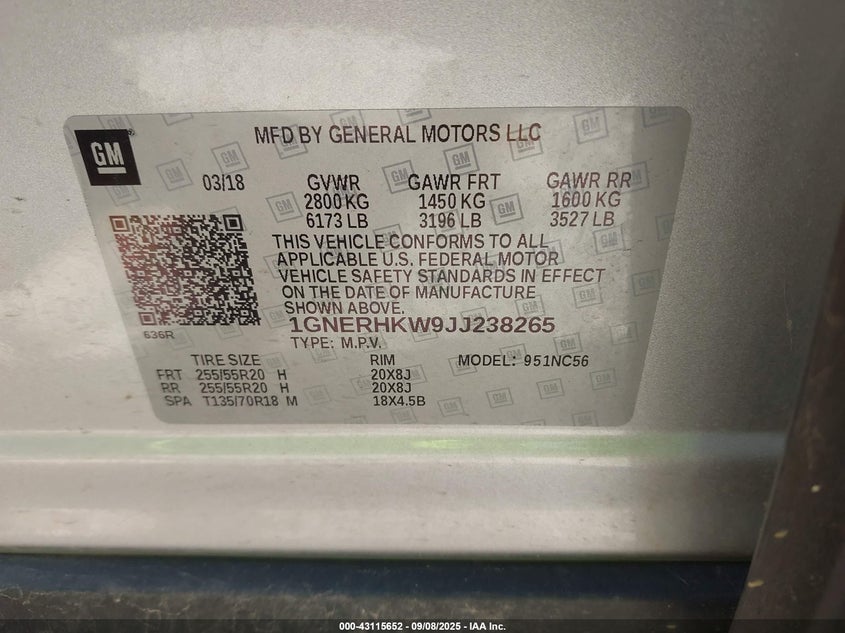 GM
MFD BY GENERAL MOTORS LLC
03/18 GVWR GAWR FRT GAWR RR
2800 KG 1450 KG 1600 KG
6173 LB 3196 LB 3527 LB
THIS VEHICLE CONFORMS TO ALL
APPLICABLE U.S. FEDERAL MOTOR
VEHICLE SAFETY STANDARDS IN EFFECT
ON THE DATE OF MANUFACTURE
SHOWN ABOVE.
1GNERHKW9JJ238265
636R
TYPE: M.P.V.
TIRE SIZE RIM MODEL: 951NC56
FRT 255/55R20 H 20X8J
RR 255/55R20 H 20X8J
SPA T135/70R18 M 18X4.5B
000-43115652 - 09/08/2025 - IAA Inc.